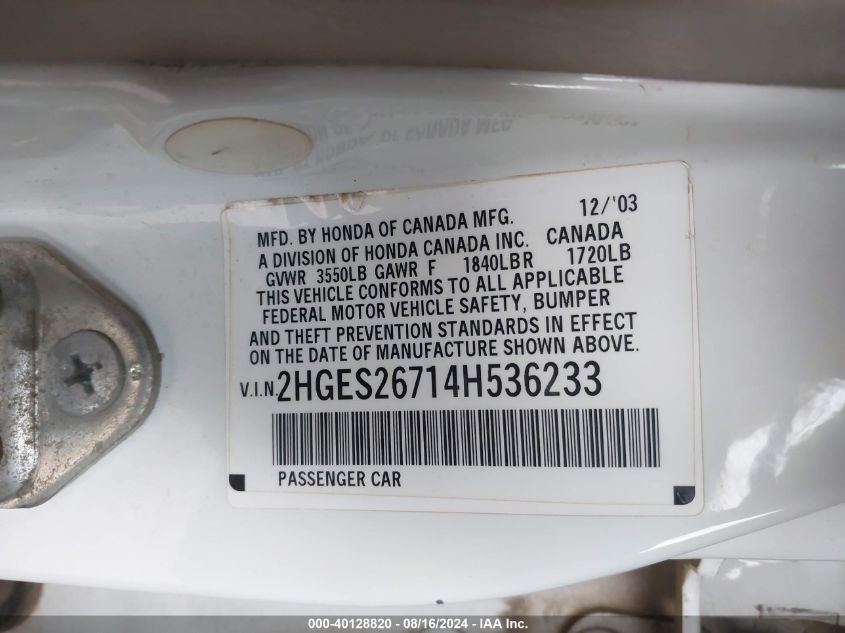 MFD. BY HONDA OF CANADA MFG. 12/'03
A DIVISION OF HONDA CANADA INC. CANADA
GVWR 3550LB GAWR F 1840LBR 1720LB
THIS VEHICLE CONFORMS TO ALL APPLICABLE
FEDERAL MOTOR VEHICLE SAFETY, BUMPER
AND THEFT PREVENTION STANDARDS IN EFFECT
ON THE DATE OF MANUFACTURE SHOWN ABOVE.
V.I.N. 2HGES26714H536233
PASSENGER CAR
000-40128820 - 08/16/2024 - IAA Inc.